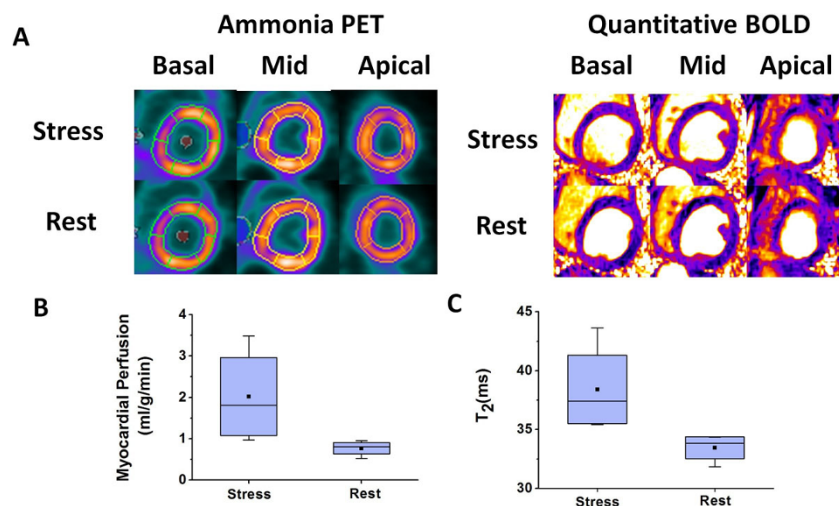 A
Ammonia PET
Quantitative BOLD
Basal Mid Apical
Basal Mid Apical
Stress
Stress
Rest
Rest
B
C
Myocardial Perfusion
(ml/g/min)
4
3
2
1
0
Stress Rest
T₂(ms)
45
40
35
30
Stress Rest